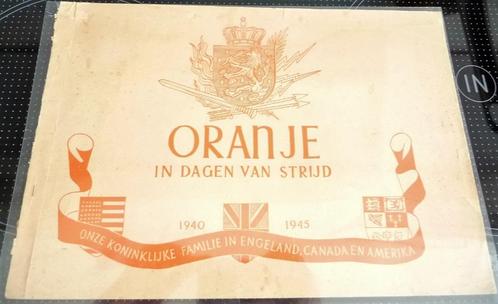 ORANJE
IN DAGEN VAN STRIJD
1940 1945
ONZE KONINKLIJKE FAMILIE IN ENGELAND, CANADA EN AMERIKA
IN